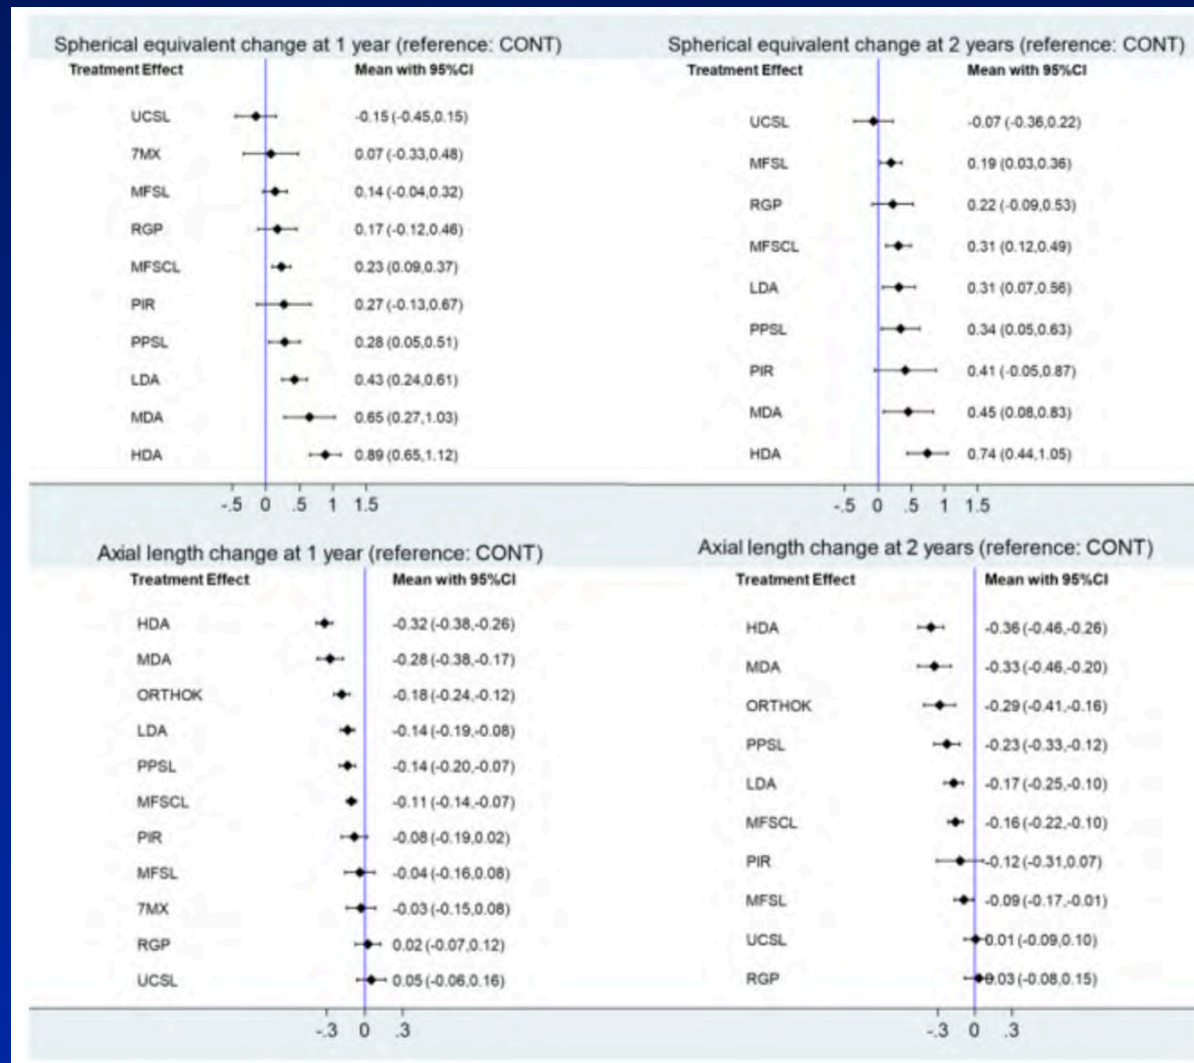 Spherical equivalent change at 1 year (reference: CONT)
Treatment Effect Mean with 95%CI
UCSL -0.15 (-0.45,0.15)
7MX 0.07 (-0.33,0.48)
MFSL 0.14 (-0.04,0.32)
RGP 0.17 (-0.12,0.46)
MFSCL 0.23 (0.09,0.37)
PIR 0.27 (-0.13,0.67)
PPSL 0.28 (0.05,0.51)
LDA 0.43 (0.24,0.61)
MDA 0.65 (0.27,1.03)
HDA 0.89 (0.65,1.12)
-.5 0 .5 1 1.5
Spherical equivalent change at 2 years (reference: CONT)
Treatment Effect Mean with 95%CI
UCSL -0.07 (-0.36,0.22)
MFSL 0.19 (0.03,0.36)
RGP 0.22 (-0.09,0.53)
MFSCL 0.31 (0.12,0.49)
LDA 0.31 (0.07,0.56)
PPSL 0.34 (0.05,0.63)
PIR 0.41 (-0.05,0.87)
MDA 0.45 (0.08,0.83)
HDA 0.74 (0.44,1.05)
-.5 0 .5 1 1.5
Axial length change at 1 year (reference: CONT)
Treatment Effect Mean with 95%CI
HDA -0.32 (-0.38,-0.26)
MDA -0.28 (-0.38,-0.17)
ORTHOK -0.18 (-0.24,-0.12)
LDA -0.14 (-0.19,-0.08)
PPSL -0.14 (-0.20,-0.07)
MFSCL -0.11 (-0.14,-0.07)
PIR -0.08 (-0.19,0.02)
MFSL -0.04 (-0.16,0.08)
7MX -0.03 (-0.15,0.08)
RGP 0.02 (-0.07,0.12)
UCSL 0.05 (-0.06,0.16)
-.3 0 .3
Axial length change at 2 years (reference: CONT)
Treatment Effect Mean with 95%CI
HDA -0.36 (-0.46,-0.26)
MDA -0.33 (-0.46,-0.20)
ORTHOK -0.29 (-0.41,-0.16)
PPSL -0.23 (-0.33,-0.12)
LDA -0.17 (-0.25,-0.10)
MFSCL -0.16 (-0.22,-0.10)
PIR -0.12 (-0.31,0.07)
MFSL -0.09 (-0.17,-0.01)
UCSL 0.01 (-0.09,0.10)
RGP 0.03 (-0.08,0.15)
-.3 0 .3